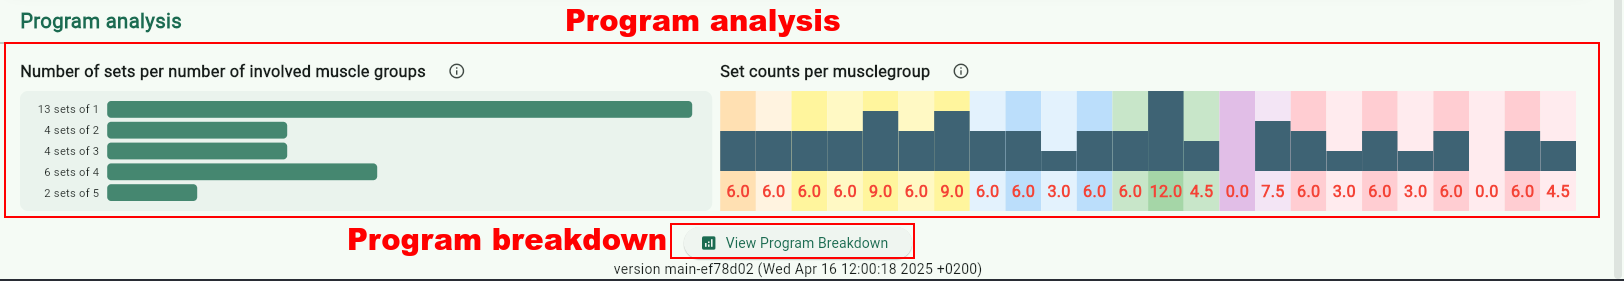 Program analysis
Program analysis
Number of sets per number of involved muscle groups
13 sets of 1
4 sets of 2
4 sets of 3
6 sets of 4
2 sets of 5
Set counts per musclegroup
6.0 6.0 6.0 6.0 9.0 6.0 9.0 6.0 6.0 3.0 6.0 6.0 12.0 4.5 0.0 7.5 6.0 3.0 6.0 3.0 6.0 0.0 6.0 4.5
Program breakdown
View Program Breakdown
version main-ef78d02 (Wed Apr 16 12:00:18 2025 +0200)